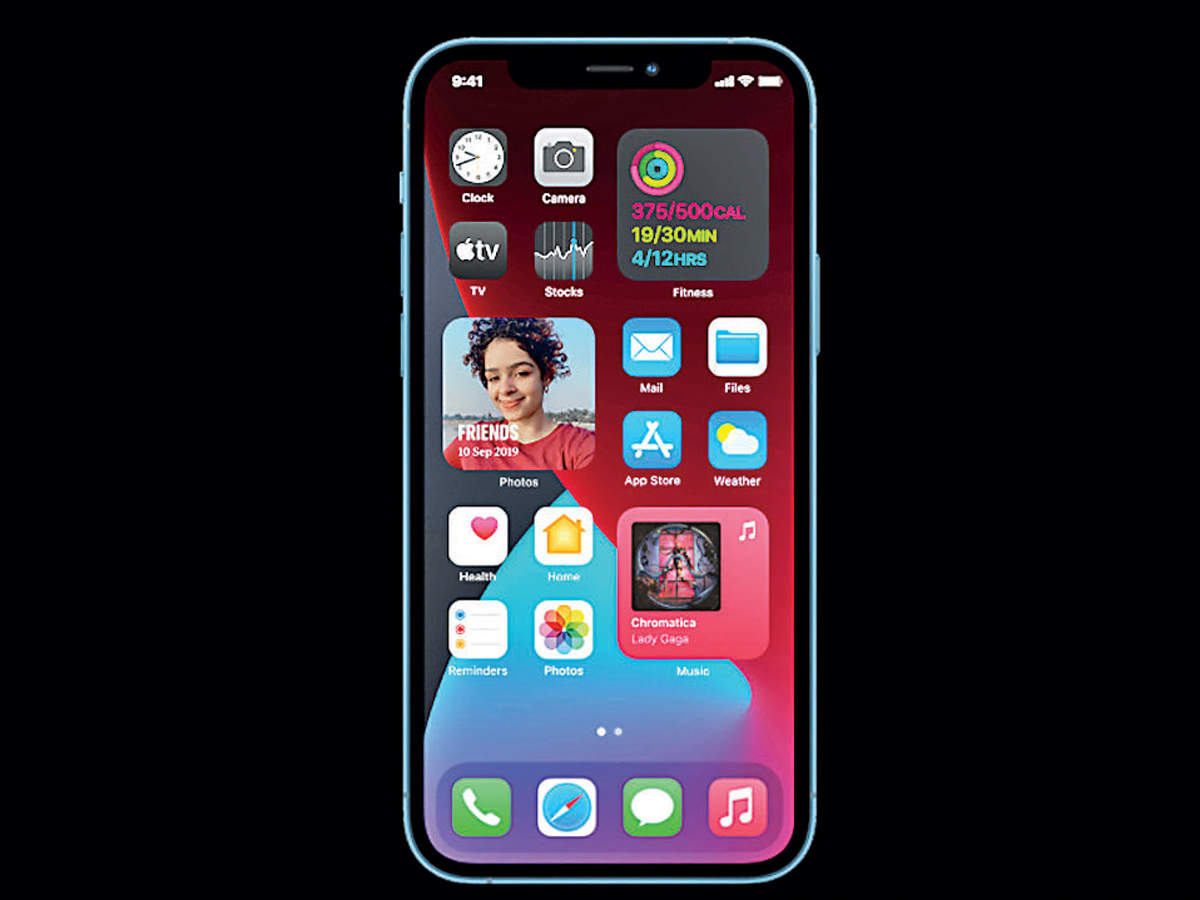 9:41
Clock
Camera
375/500CAL
19/30MIN
4/12HRS
tv
TV
Stocks
Fitness
FRIENDS
10 Sep 2019
Photos
Mail
Files
App Store
Weather
Health
Home
Chromatica
Lady Gaga
Reminders
Photos
Music